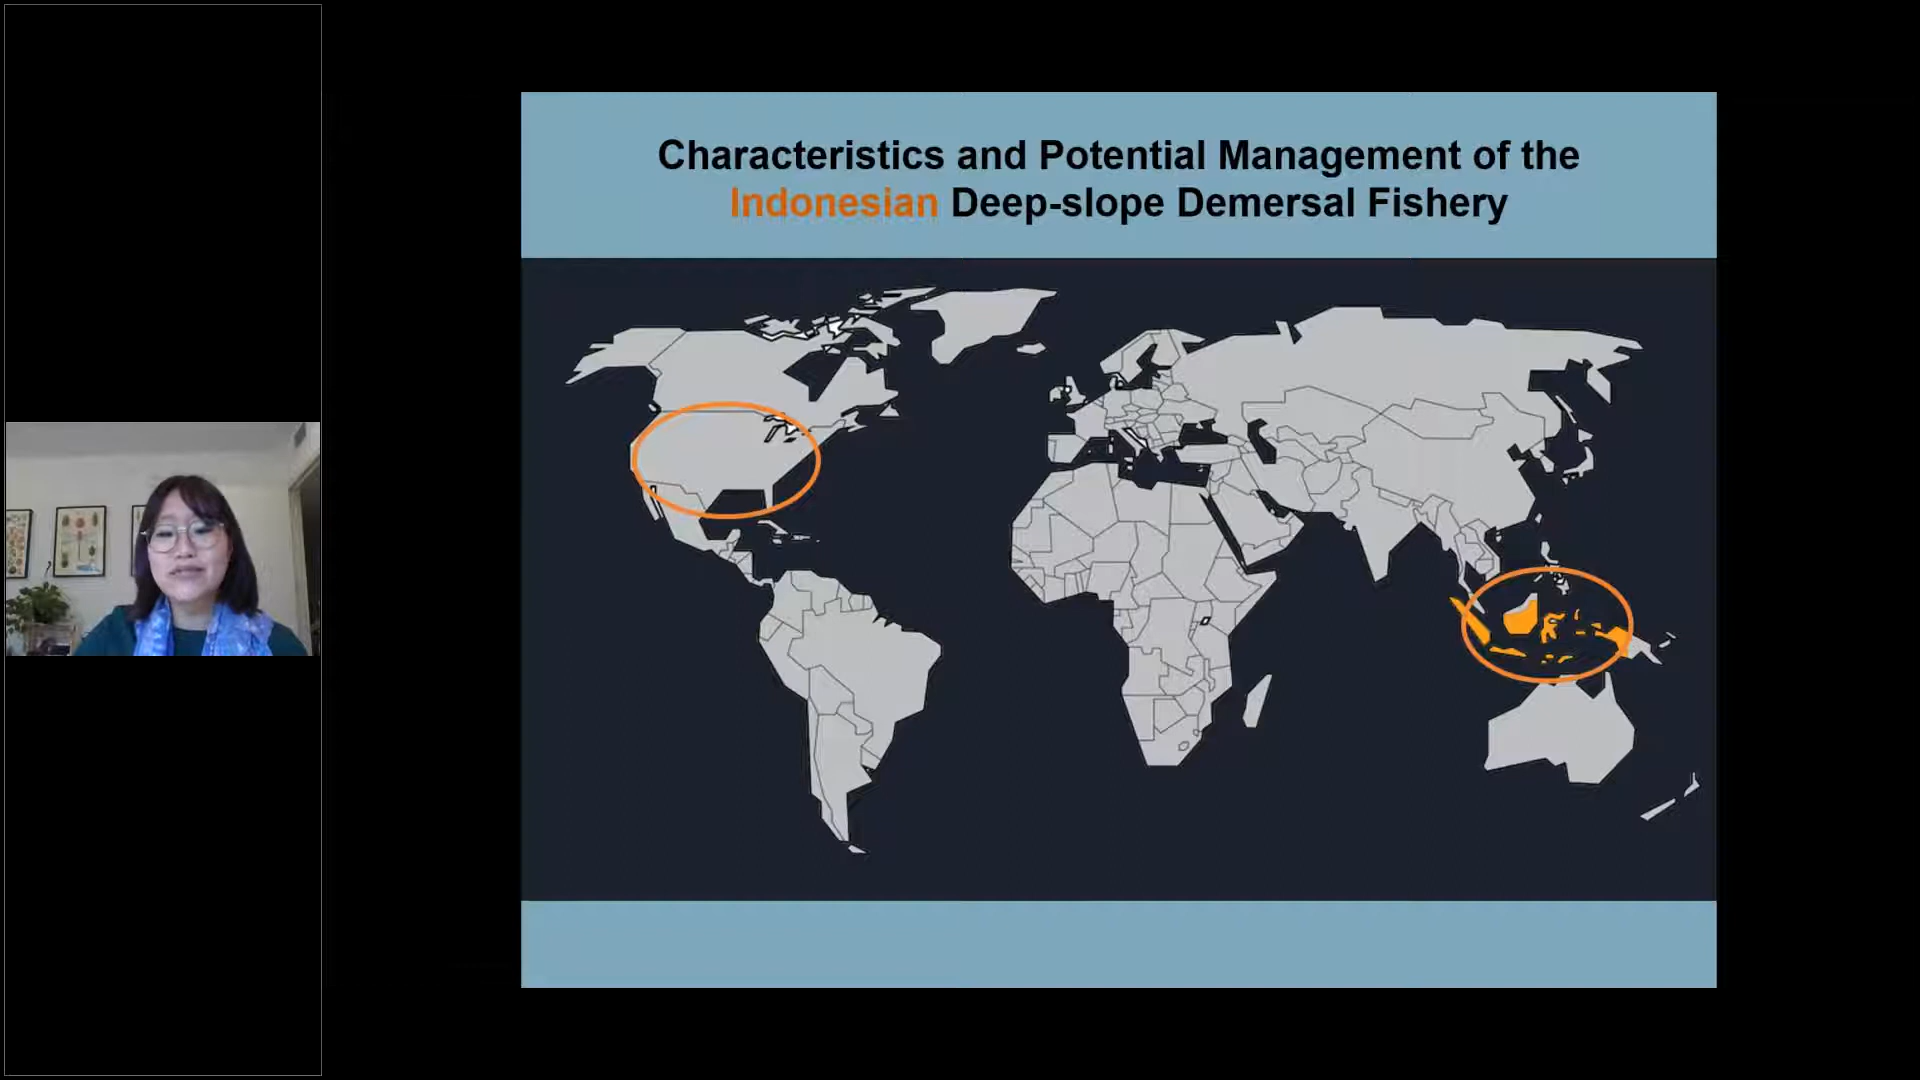 Characteristics and Potential Management of the
Indonesian Deep-slope Demersal Fishery